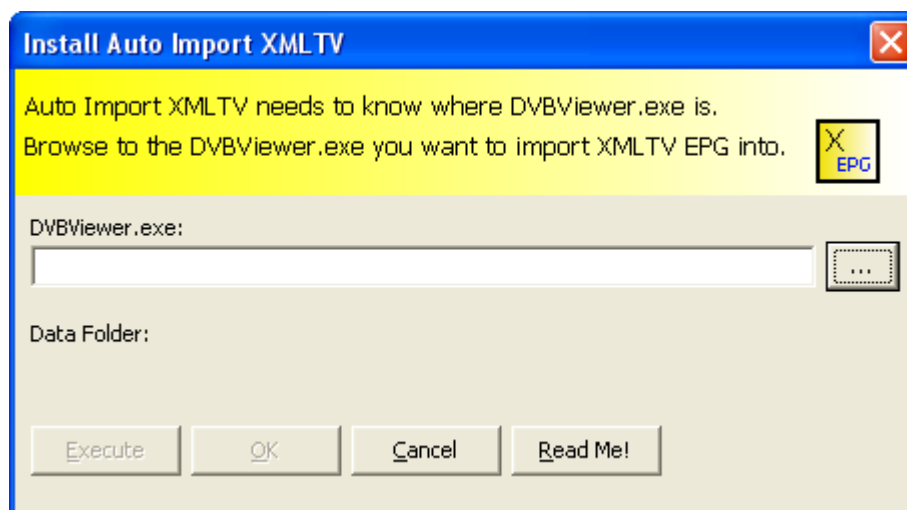 Install Auto Import XMLTV
Auto Import XMLTV needs to know where DVBViewer.exe is.
Browse to the DVBViewer.exe you want to import XMLTV EPG into.
X
EPG
DVBViewer.exe:
...
Data Folder:
Execute OK Cancel Read Me!